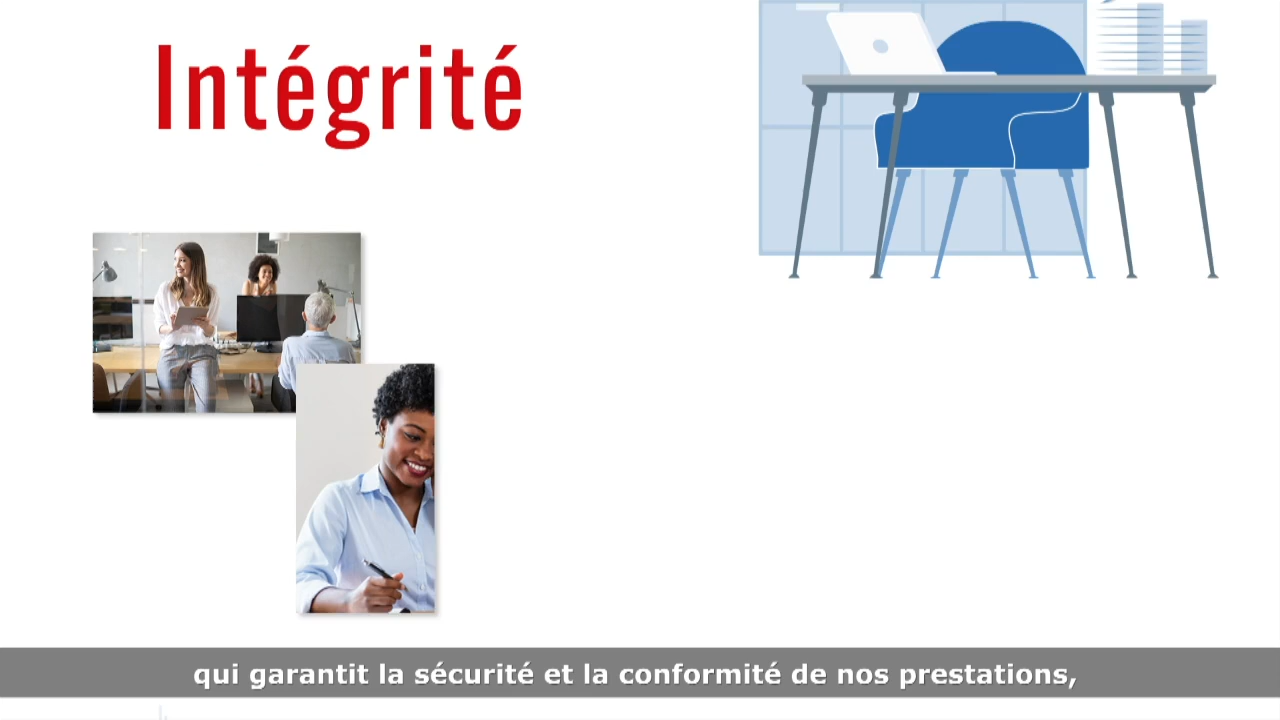 Intégrité
qui garantit la sécurité et la conformité de nos prestations,